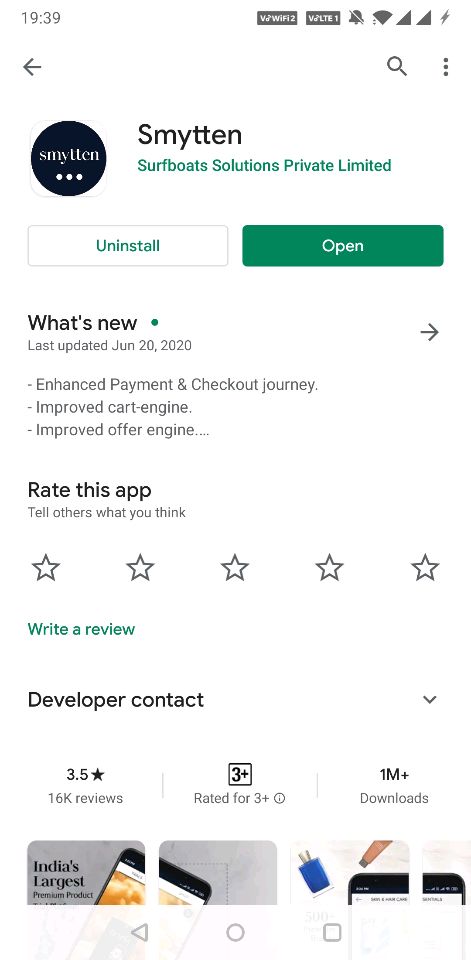 19:39
VoWiFi2 VoLTE1
smytten
Smytten
Surfboats Solutions Private Limited
Uninstall
Open
What's new
Last updated Jun 20, 2020
- Enhanced Payment & Checkout journey.
- Improved cart-engine.
- Improved offer engine....
Rate this app
Tell others what you think
Write a review
Developer contact
3.5★
16K reviews
3+
Rated for 3+
1M+
Downloads
India's
Largest
Premium Product
500+
SKIN & HAIR CARE